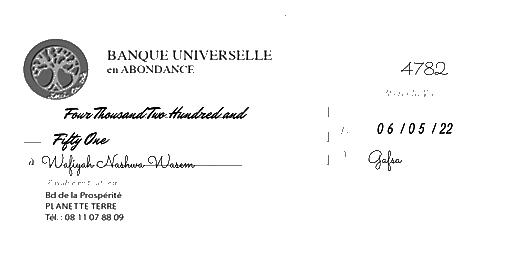 BANQUE UNIVERSELLE
en ABONDANCE
4782
Four Thousand Two Hundred and
Fifty One
06/05/22
à Wafiyah Nashwa Wasem
Gafsa
Bd de la Prospérité
PLANETTE TERRE
Tél. : 08 11 07 88 09